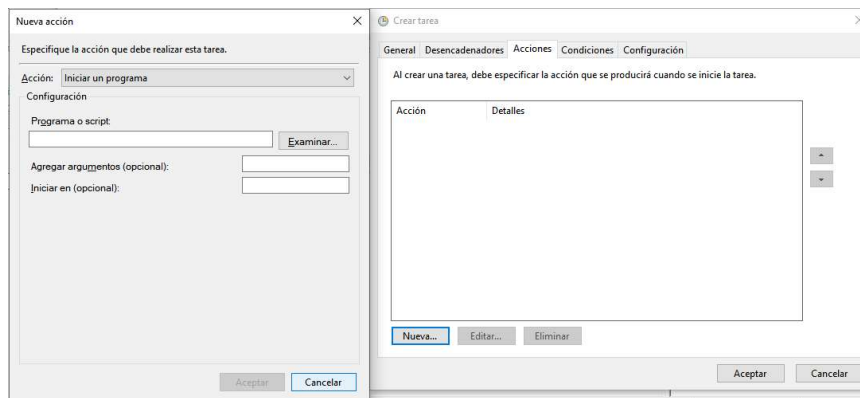 Nueva acción
Especifique la acción que debe realizar esta tarea.
Acción: Iniciar un programa
Configuración
Programa o script:
Examinar...
Agregar argumentos (opcional):
Iniciar en (opcional):
Aceptar Cancelar
Crear tarea
General Desencadenadores Acciones Condiciones Configuración
Al crear una tarea, debe especificar la acción que se producirá cuando se inicie la tarea.
Acción Detalles
Nueva... Editar... Eliminar
Aceptar Cancelar